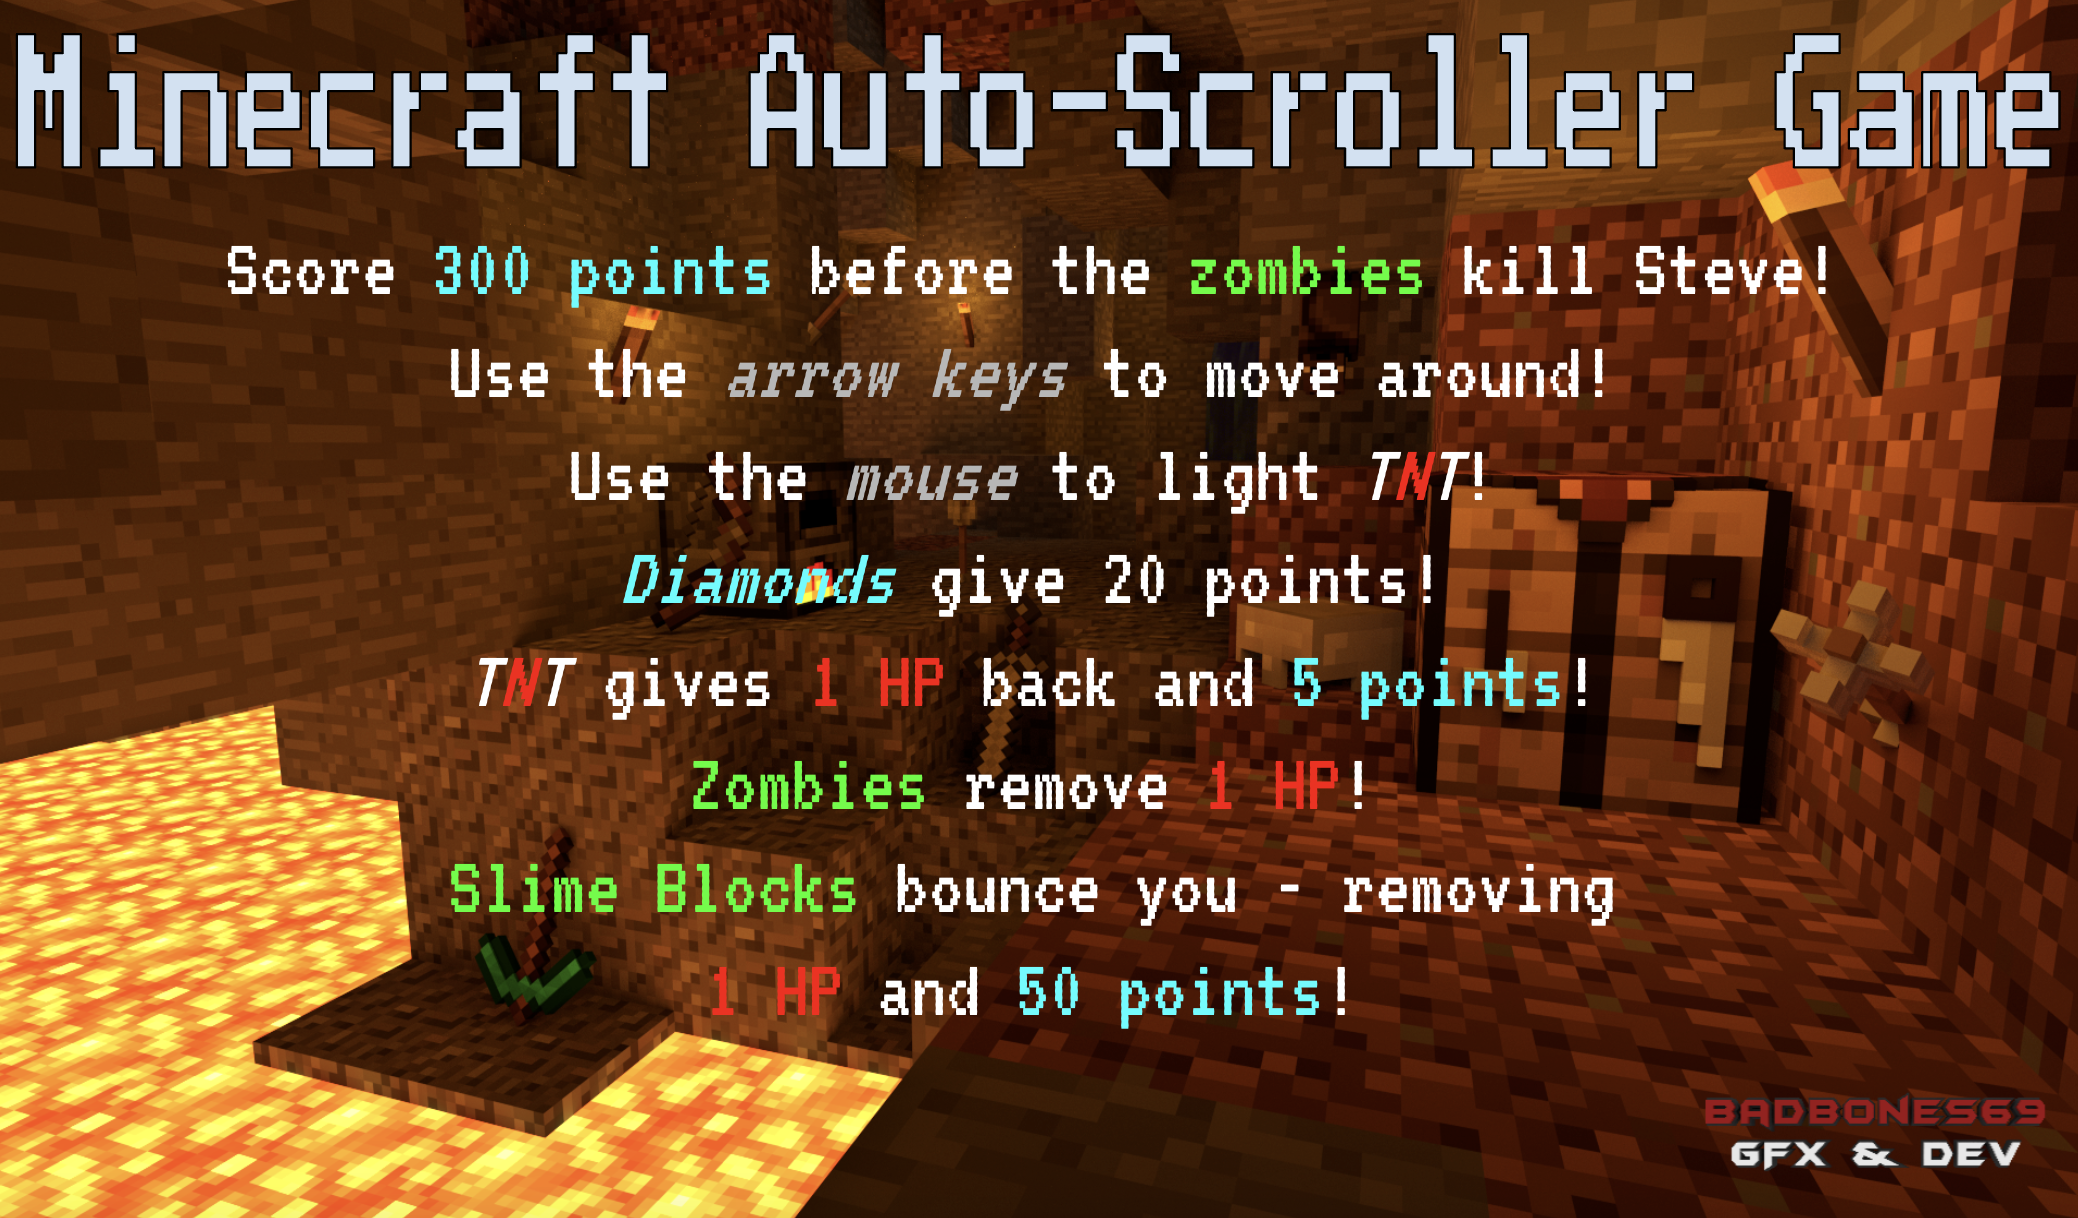 Minecraft Auto-Scroller Game
Score 300 points before the zombies kill Steve!
Use the arrow keys to move around!
Use the mouse to light TNT!
Diamonds give 20 points!
TNT gives 1 HP back and 5 points!
Zombies remove 1 HP!
Slime Blocks bounce you - removing
1 HP and 50 points!
BADBONES69
GFX & DEV